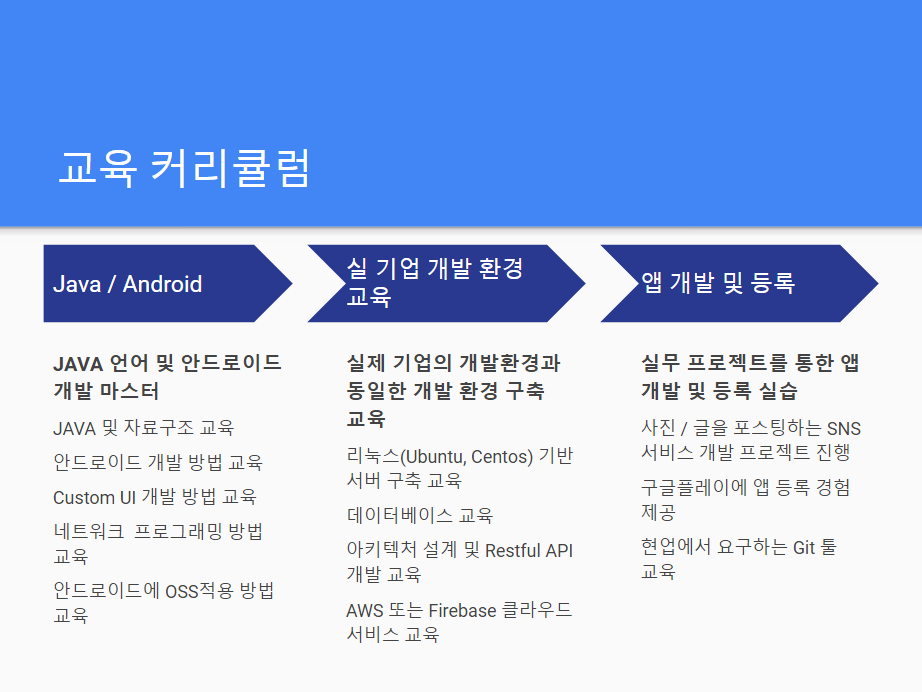 교육 커리큘럼
Java / Android
JAVA 언어 및 안드로이드
개발 마스터
JAVA 및 자료구조 교육
안드로이드 개발 방법 교육
Custom UI 개발 방법 교육
네트워크 프로그래밍 방법
교육
안드로이드에 OSS적용 방법
교육
실 기업 개발 환경
교육
실제 기업의 개발환경과
동일한 개발 환경 구축
교육
리눅스(Ubuntu, Centos) 기반
서버 구축 교육
데이터베이스 교육
아키텍처 설계 및 Restful API
개발 교육
AWS 또는 Firebase 클라우드
서비스 교육
앱 개발 및 등록
실무 프로젝트를 통한 앱
개발 및 등록 실습
사진 / 글을 포스팅하는 SNS
서비스 개발 프로젝트 진행
구글플레이에 앱 등록 경험
제공
현업에서 요구하는 Git 툴
교육